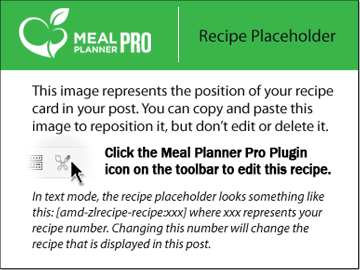 MEAL
PLANNER PRO
Recipe Placeholder
This image represents the position of your recipe
card in your post. You can copy and paste this
image to reposition it, but don't edit or delete it.
Click the Meal Planner Pro Plugin
icon on the toolbar to edit this recipe.
In text mode, the recipe placeholder looks something like
this: [amd-zlrecipe-recipe:xxx] where xxx represents your
recipe number. Changing this number will change the
recipe that is displayed in this post.